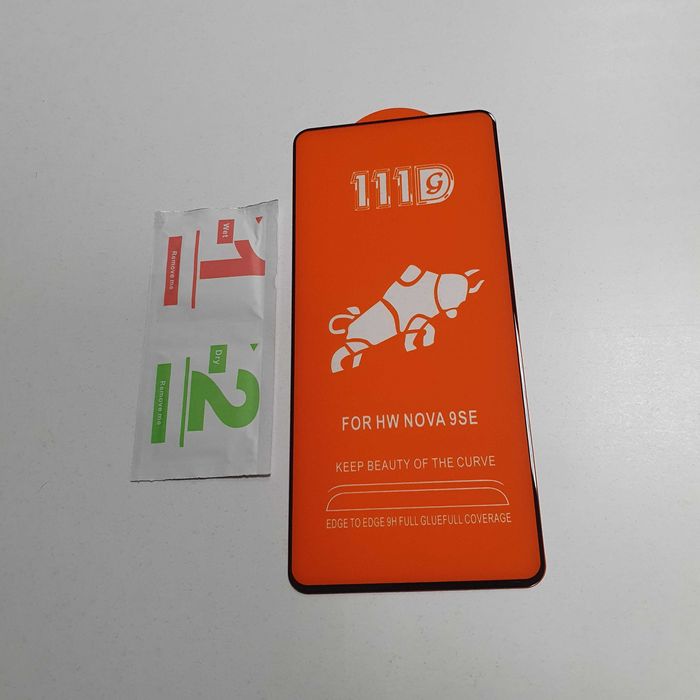 1
Wet
Remove me
2
Dry
Remove me
111D
G
FOR HW NOVA 9SE
KEEP BEAUTY OF THE CURVE
EDGE TO EDGE 9H FULL GLUEFULL COVERAGE